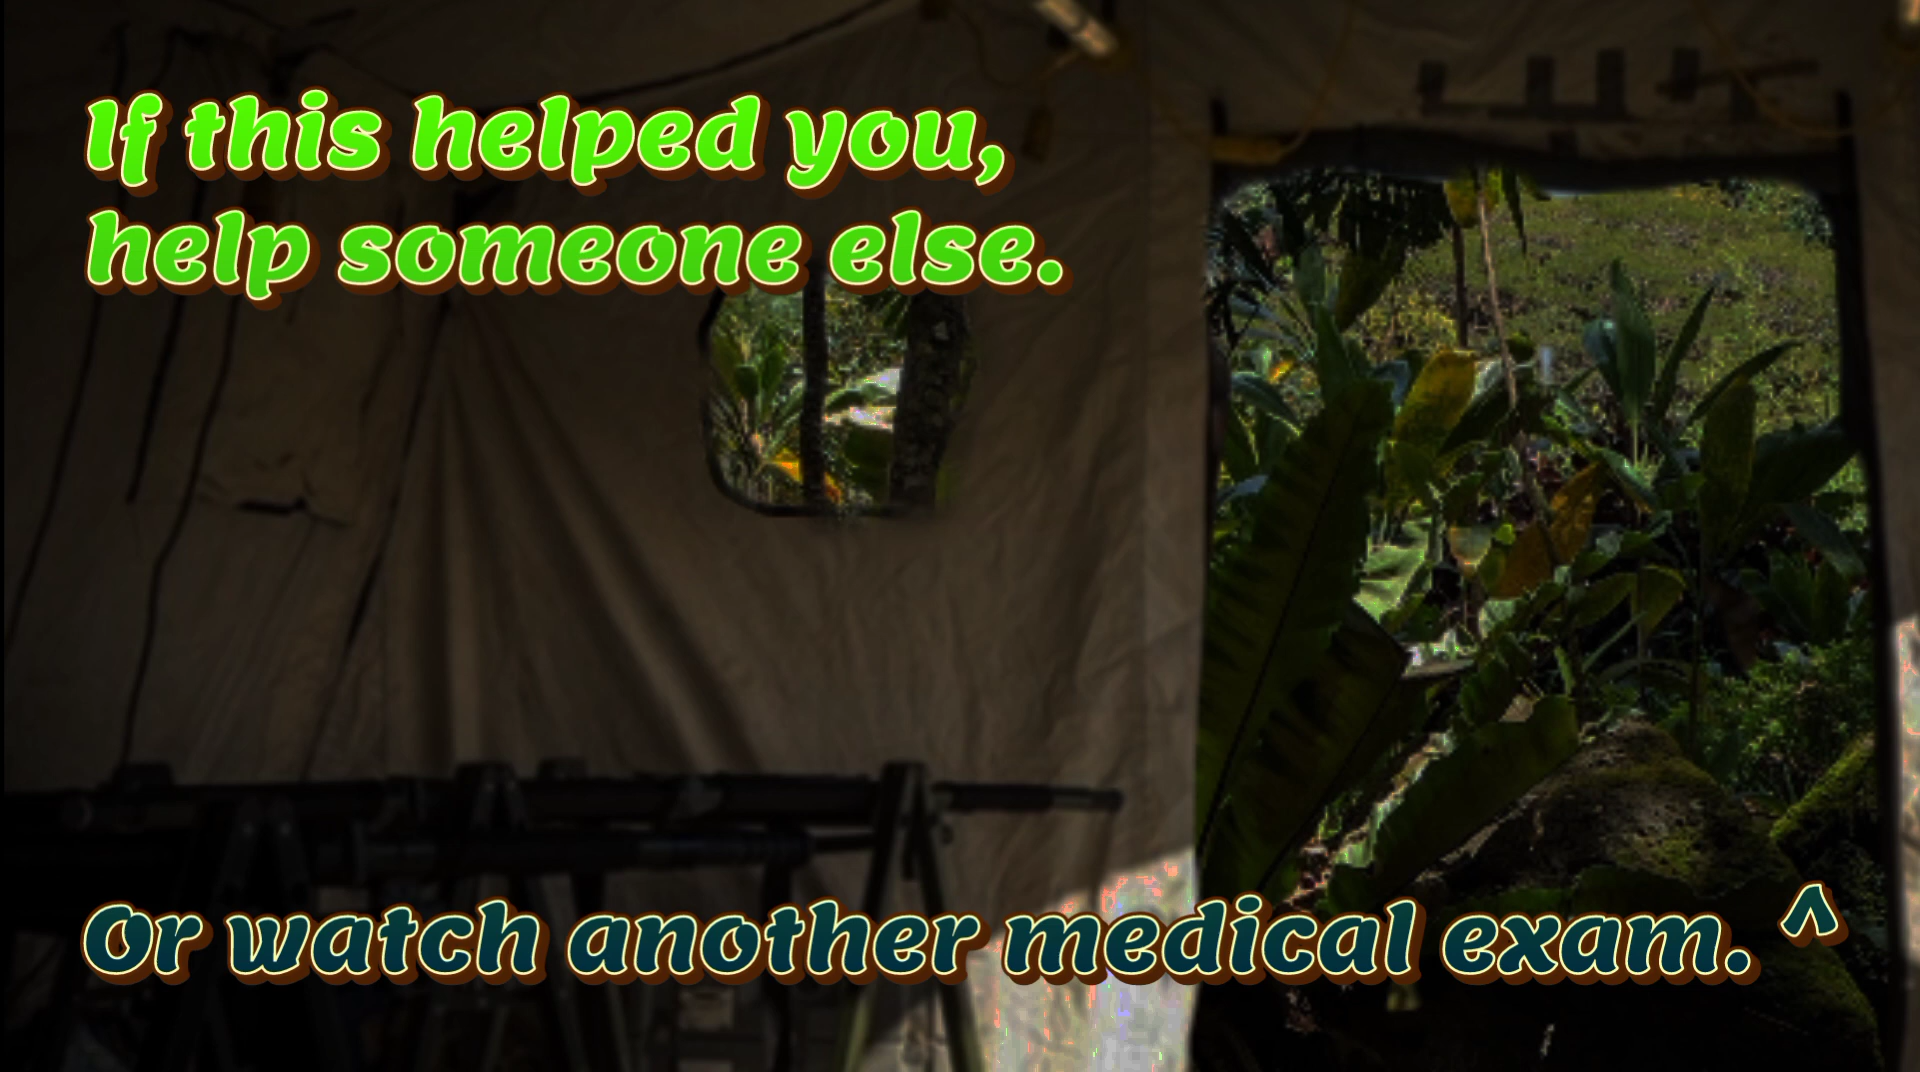 If this helped you,
help someone else.
Or watch another medical exam. ^